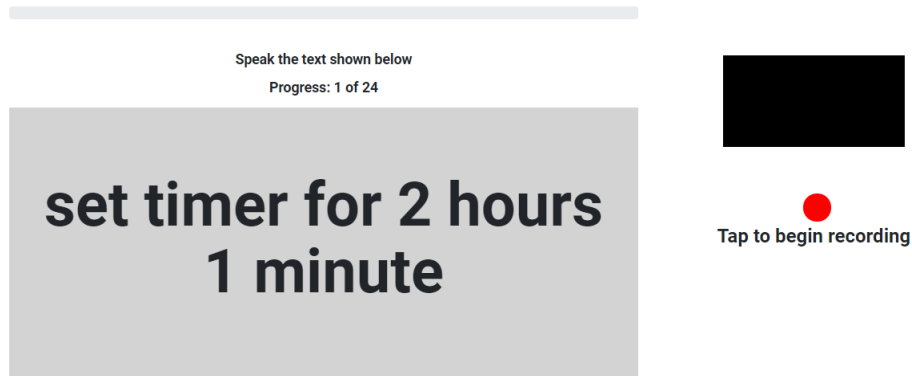 Speak the text shown below
Progress: 1 of 24
set timer for 2 hours
1 minute
Tap to begin recording